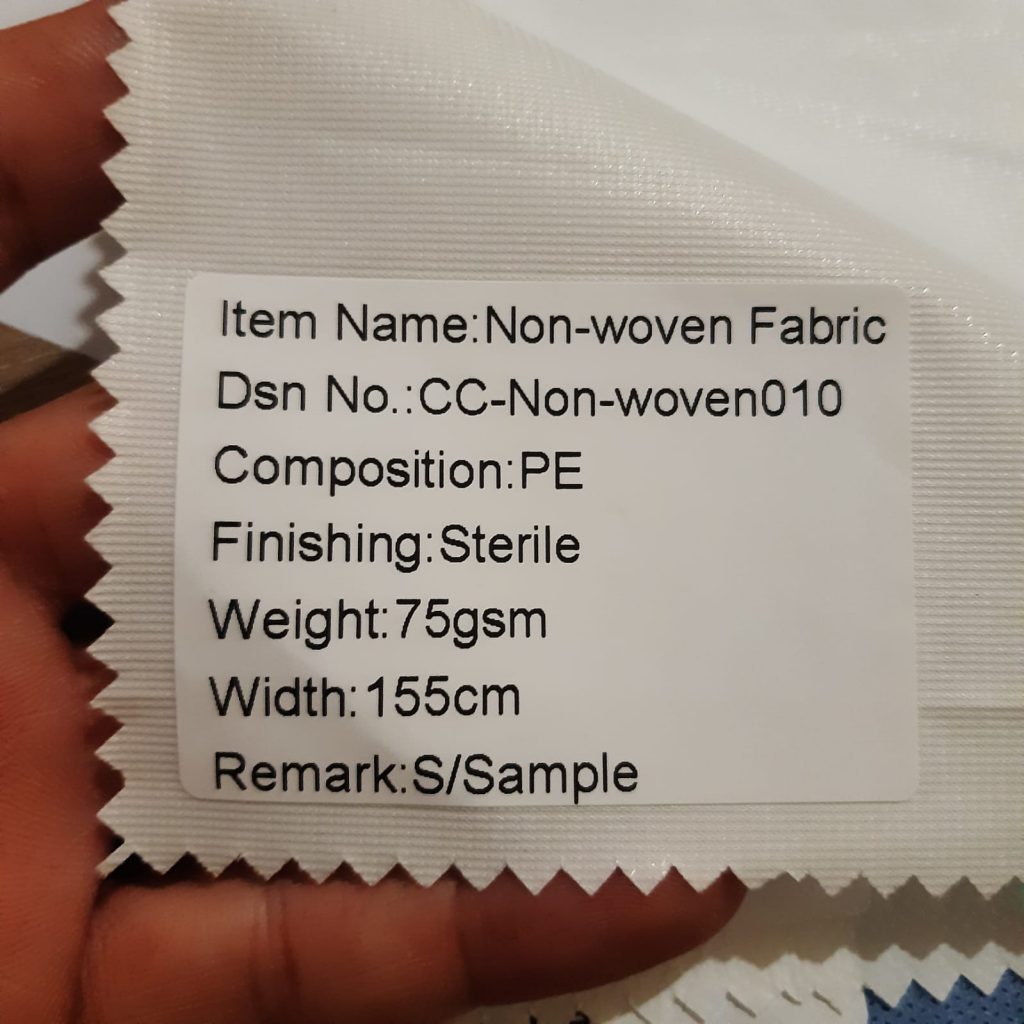 Item Name:Non-woven Fabric
Dsn No.:CC-Non-woven010
Composition:PE
Finishing:Sterile
Weight:75gsm
Width:155cm
Remark:S/Sample